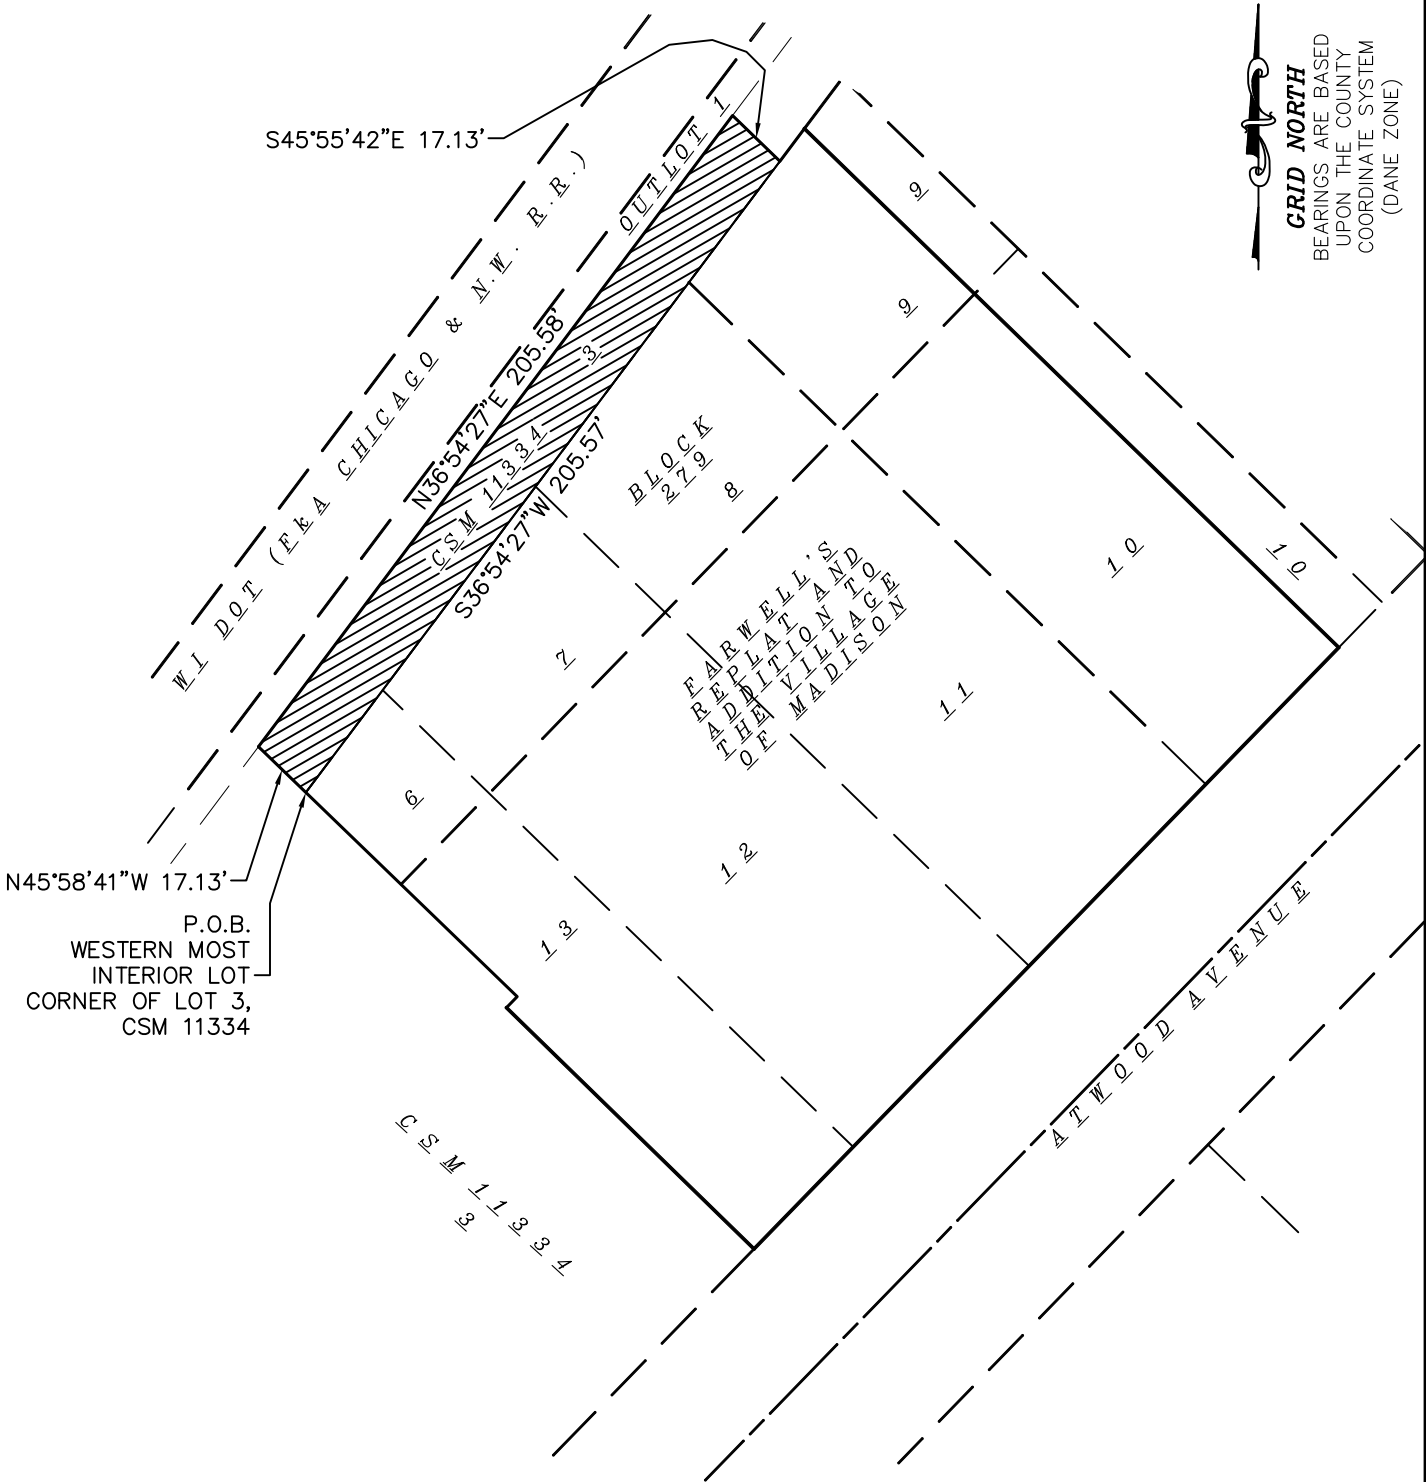 GRID NORTH
BEARINGS ARE BASED
UPON THE COUNTY
COORDINATE SYSTEM
(DANE ZONE)
S45°55'42"E 17.13'
OUTLOT 1
WI DOT (FkA CHICAGO & N.W. R.R.)
N36°54'27"E 205.58'
3
CSM 11334
S36°54'27"W 205.57'
9
9
BLOCK
279
8
7
6
10
10
11
12
13
FARWELL'S
REPLAT AND
ADDITION TO
THE VILLAGE
OF MADISON
N45°58'41"W 17.13'
P.O.B.
WESTERN MOST
INTERIOR LOT
CORNER OF LOT 3,
CSM 11334
ATWOOD AVENUE
CSM 11334
3